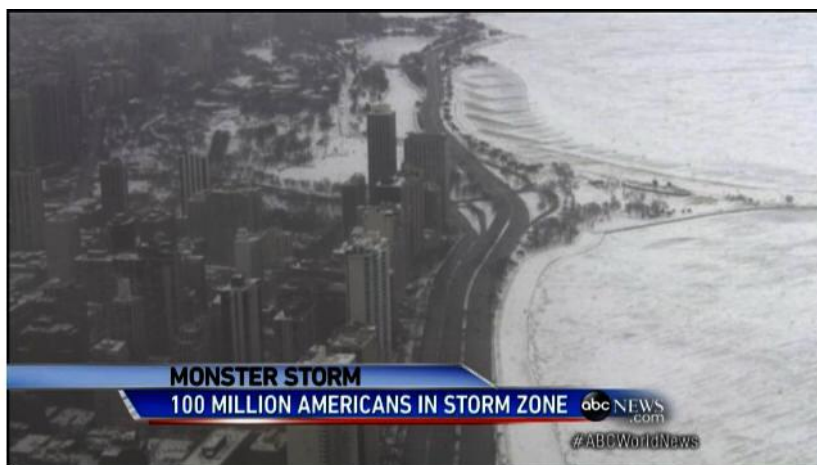 MONSTER STORM
100 MILLION AMERICANS IN STORM ZONE
abc NEWS
.com
#ABCWorldNews